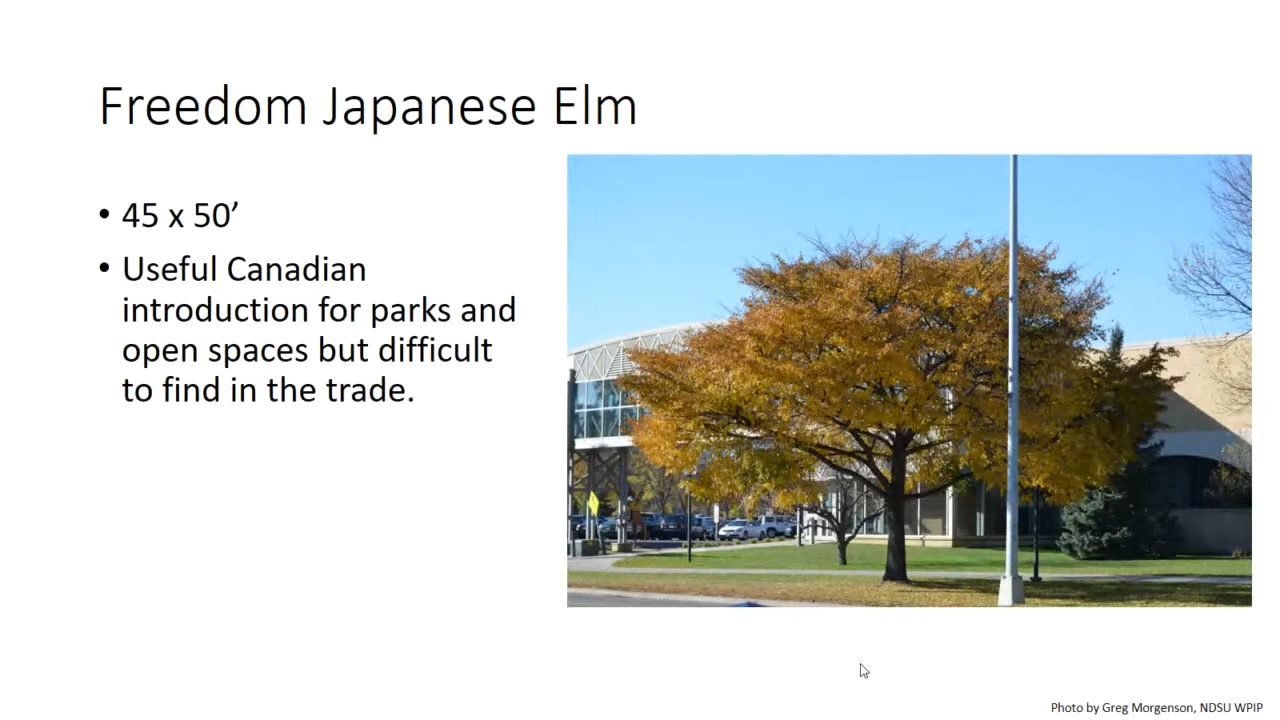 Freedom Japanese Elm
• 45 x 50’
• Useful Canadian
introduction for parks and
open spaces but difficult
to find in the trade.
Photo by Greg Morgenson, NDSU WPIP